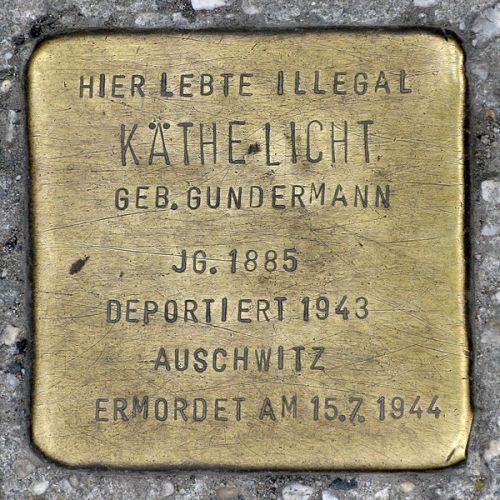 HIER LEBTE ILLEGAL
KÄTHE LICHT
GEB. GUNDERMANN
JG. 1885
DEPORTIERT 1943
AUSCHWITZ
ERMORDET AM 15.7. 1944